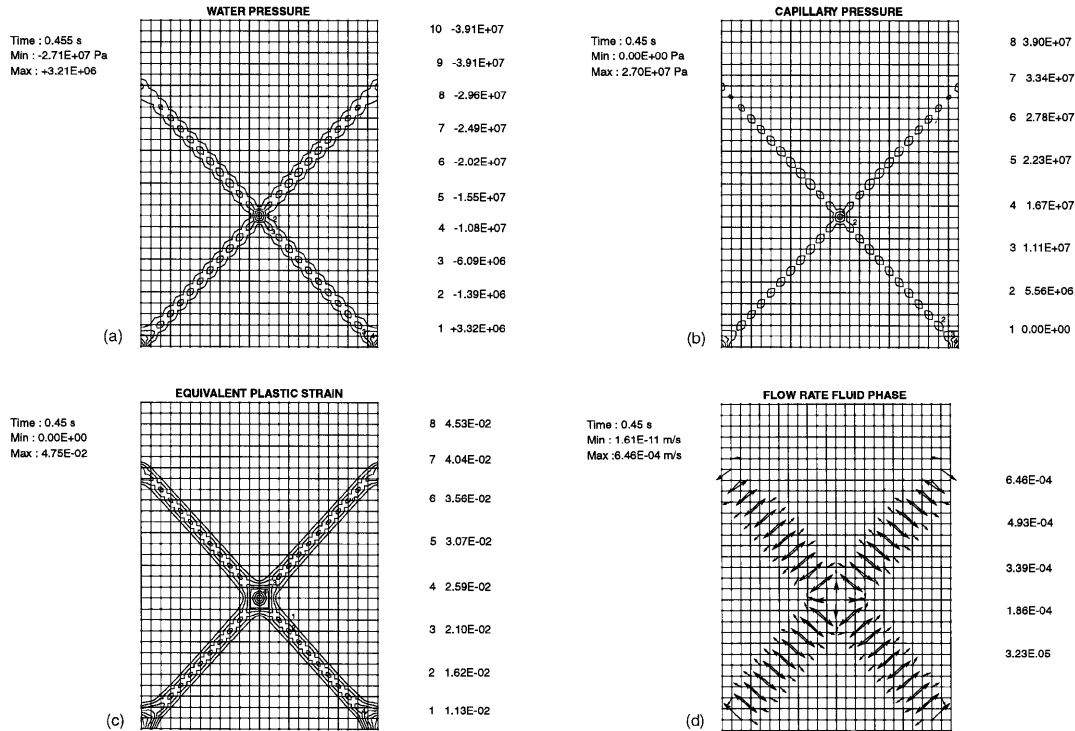 WATER PRESSURE
Time : 0.455 s
Min : -2.71E+07 Pa
Max : +3.21E+06
10 -3.91E+07
9 -3.91E+07
8 -2.96E+07
7 -2.49E+07
6 -2.02E+07
5 -1.55E+07
4 -1.08E+07
3 -6.09E+06
2 -1.39E+06
1 +3.32E+06
(a)
CAPILLARY PRESSURE
Time : 0.45 s
Min : 0.00E+00 Pa
Max : 2.70E+07 Pa
8 3.90E+07
7 3.34E+07
6 2.78E+07
5 2.23E+07
4 1.67E+07
3 1.11E+07
2 5.56E+06
1 0.00E+00
2
2
(b)
EQUIVALENT PLASTIC STRAIN
Time : 0.45 s
Min : 0.00E+00
Max : 4.75E-02
8 4.53E-02
7 4.04E-02
6 3.56E-02
5 3.07E-02
4 2.59E-02
3 2.10E-02
2 1.62E-02
1 1.13E-02
1
(c)
FLOW RATE FLUID PHASE
Time : 0.45 s
Min : 1.61E-11 m/s
Max :6.46E-04 m/s
6.46E-04
4.93E-04
3.39E-04
1.86E-04
3.23E.05
(d)